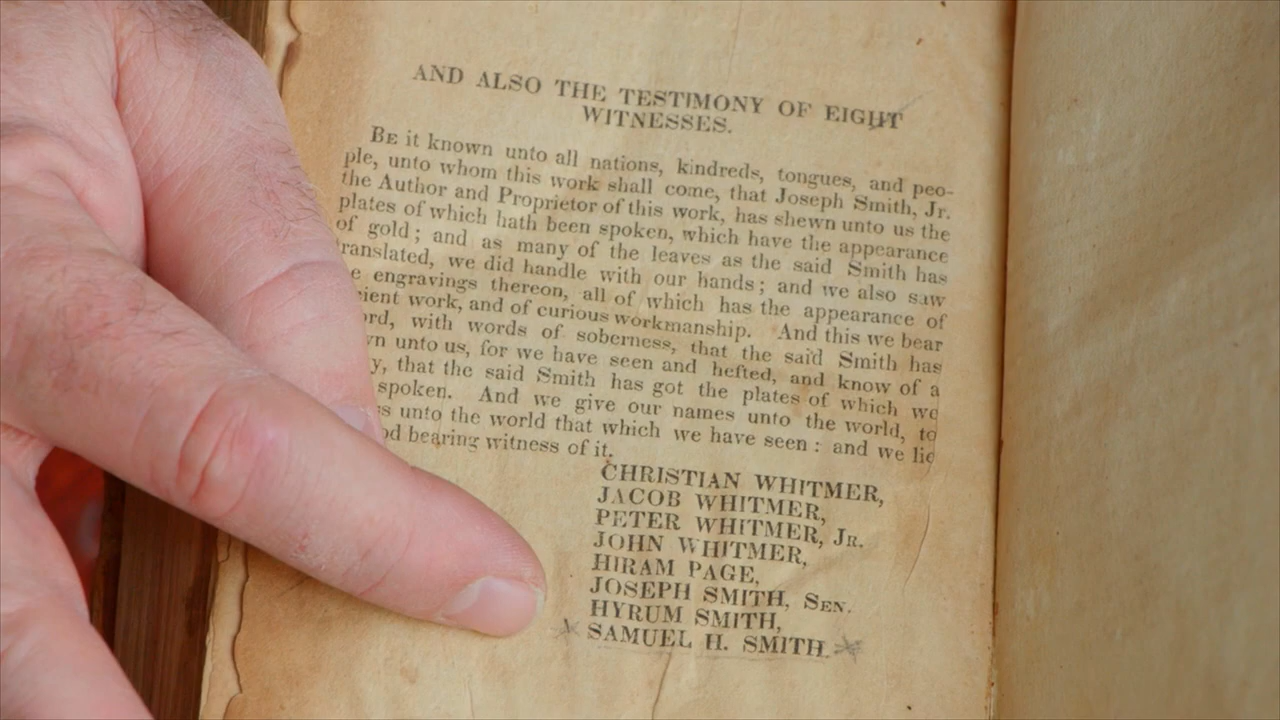 AND ALSO THE TESTIMONY OF EIGHT
WITNESSES.
BE it known unto all nations, kindreds, tongues, and peo-
ple, unto whom this work shall come, that Joseph Smith, Jr.
the Author and Proprietor of this work, has shewn unto us the
plates of which hath been spoken, which have the appearance
of gold; and as many of the leaves as the said Smith has
translated, we did handle with our hands; and we also saw
engravings thereon, all of which has the appearance of
cient work, and of curious workmanship. And this we bear
ord, with words of soberness, that the said Smith has
wn unto us, for we have seen and hefted, and know of a
y, that the said Smith has got the plates of which we
spoken. And we give our names unto the world, to
ss unto the world that which we have seen: and we lie
od bearing witness of it.
CHRISTIAN WHITMER,
JACOB WHITMER,
PETER WHITMER, JR.
JOHN WHITMER,
HIRAM PAGE,
JOSEPH SMITH, SEN.
HYRUM SMITH,
SAMUEL H. SMITH.